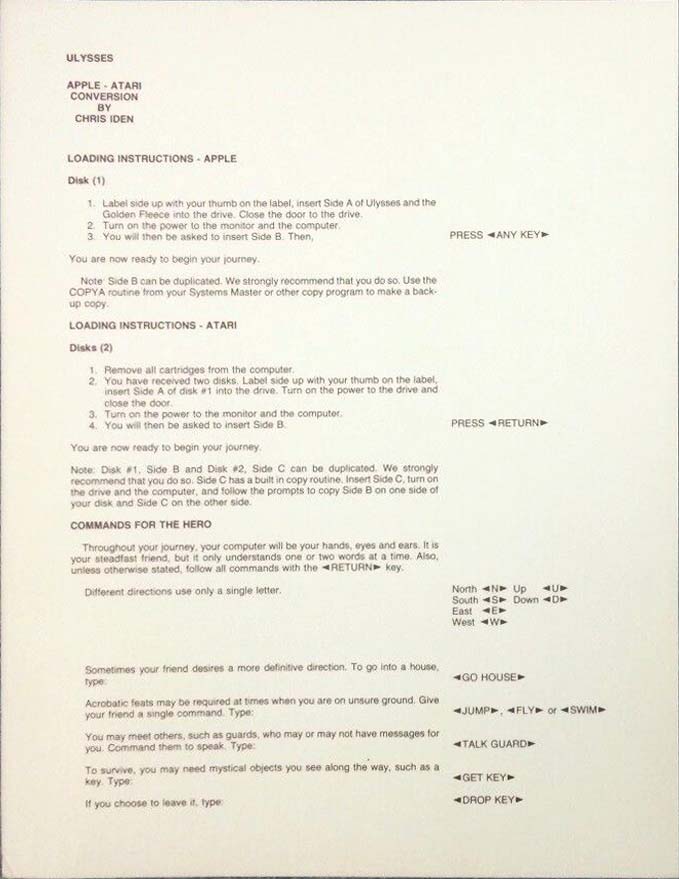 ULYSSES
APPLE - ATARI
CONVERSION
BY
CHRIS IDEN
LOADING INSTRUCTIONS - APPLE
Disk (1)
1. Label side up with your thumb on the label, insert Side A of Ulysses and the
Golden Fleece into the drive. Close the door to the drive.
2. Turn on the power to the monitor and the computer.
3. You will then be asked to insert Side B. Then, PRESS ◄ANY KEY►
You are now ready to begin your journey.
Note: Side B can be duplicated. We strongly recommend that you do so. Use the
COPYA routine from your Systems Master or other copy program to make a back-
up copy.
LOADING INSTRUCTIONS - ATARI
Disks (2)
1. Remove all cartridges from the computer.
2. You have received two disks. Label side up with your thumb on the label,
insert Side A of disk #1 into the drive. Turn on the power to the drive and
close the door.
3. Turn on the power to the monitor and the computer.
4. You will then be asked to insert Side B. PRESS ◄RETURN►
You are now ready to begin your journey.
Note: Disk #1, Side B and Disk #2, Side C can be duplicated. We strongly
recommend that you do so. Side C has a built in copy routine. Insert Side C, turn on
the drive and the computer, and follow the prompts to copy Side B on one side of
your disk and Side C on the other side.
COMMANDS FOR THE HERO
Throughout your journey, your computer will be your hands, eyes and ears. It is
your steadfast friend, but it only understands one or two words at a time. Also,
unless otherwise stated, follow all commands with the ◄RETURN► key.
Different directions use only a single letter. North ◄N► Up ◄U►
South ◄S► Down ◄D►
East ◄E►
West ◄W►
Sometimes your friend desires a more definitive direction. To go into a house,
type: ◄GO HOUSE►
Acrobatic feats may be required at times when you are on unsure ground. Give
your friend a single command. Type: ◄JUMP►, ◄FLY► or ◄SWIM►
You may meet others, such as guards, who may or may not have messages for
you. Command them to speak. Type: ◄TALK GUARD►
To survive, you may need mystical objects you see along the way, such as a
key. Type: ◄GET KEY►
If you choose to leave it, type: ◄DROP KEY►